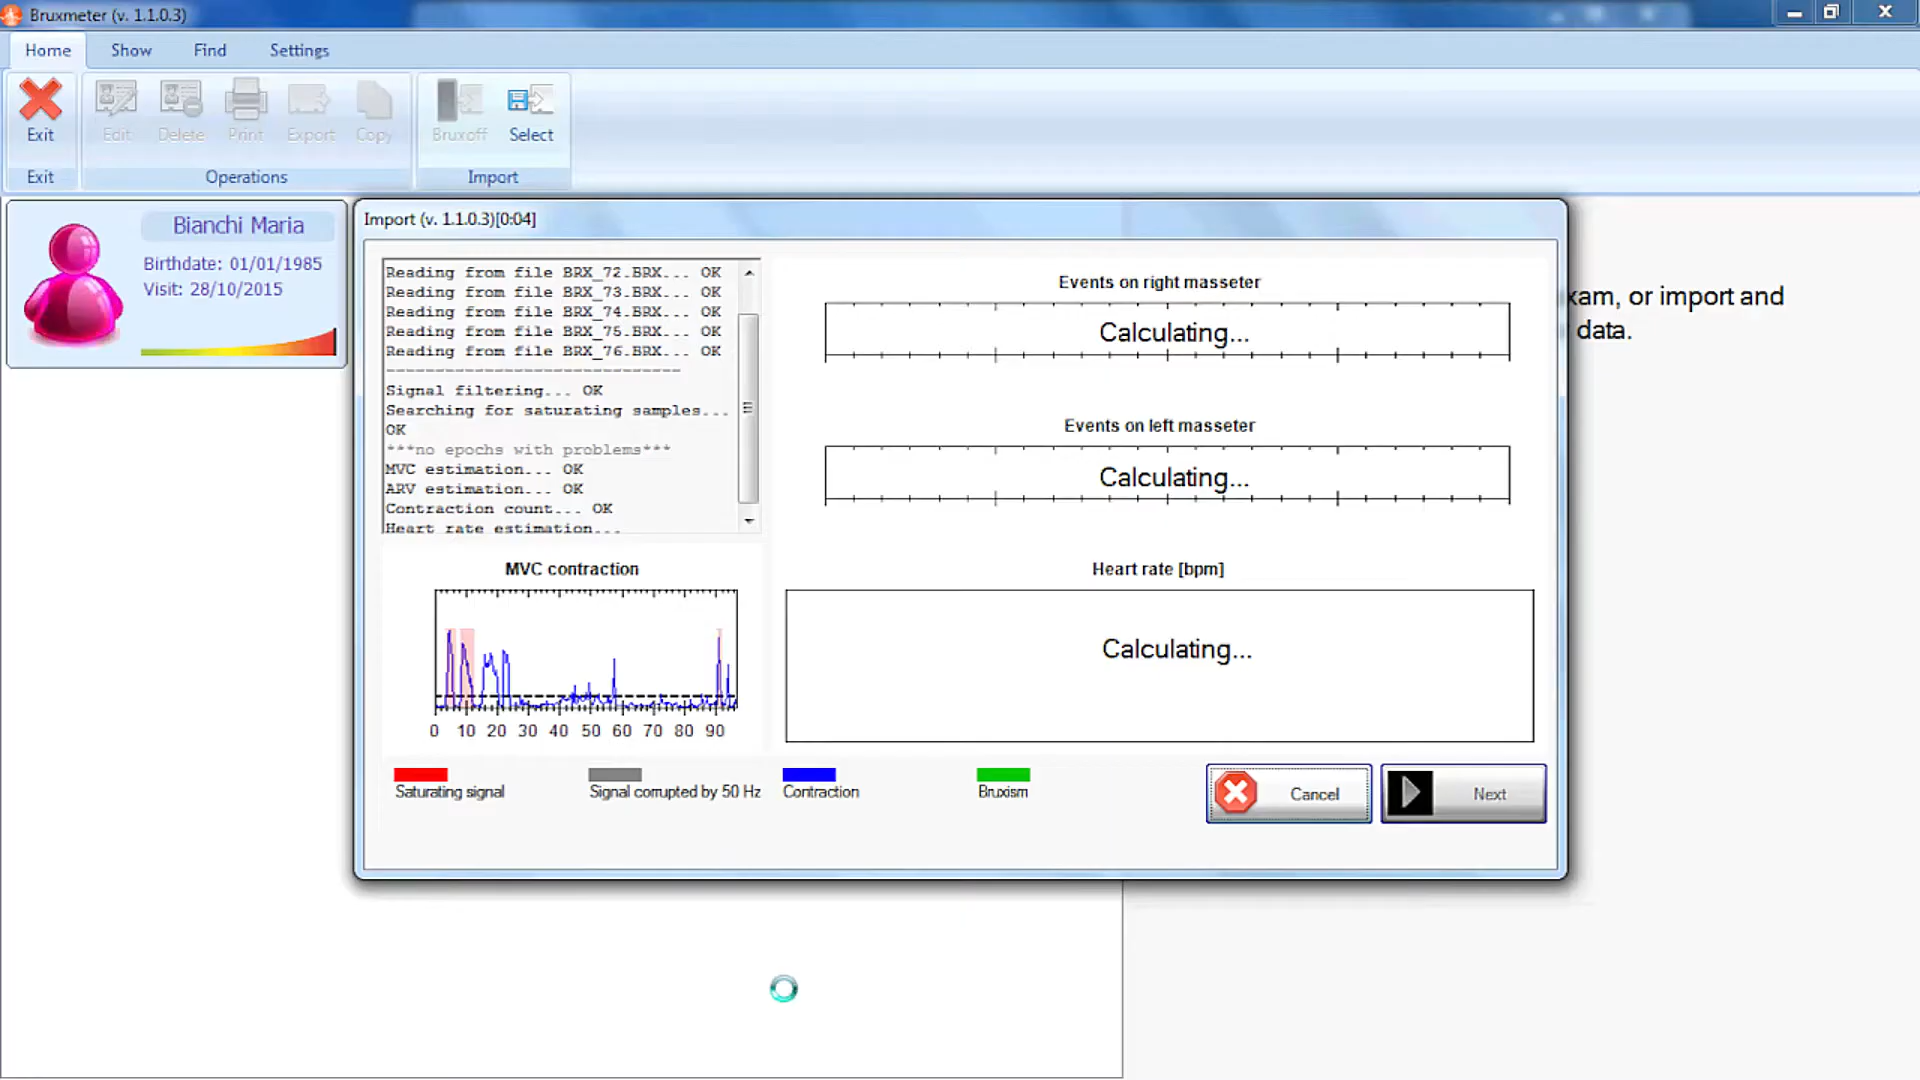 Bruxmeter (v. 1.1.0.3)
Home Show Find Settings
Exit Edit Delete Print Export Copy Bruxoff Select
Exit Operations Import
Bianchi Maria
Birthdate: 01/01/1985
Visit: 28/10/2015
Import (v. 1.1.0.3)[0:04]
Reading from file BRX_72.BRX... OK
Reading from file BRX_73.BRX... OK
Reading from file BRX_74.BRX... OK
Reading from file BRX_75.BRX... OK
Reading from file BRX_76.BRX... OK
------------------------------
Signal filtering... OK
Searching for saturating samples...
OK
***no epochs with problems***
MVC estimation... OK
ARV estimation... OK
Contraction count... OK
Heart rate estimation...
MVC contraction
0 10 20 30 40 50 60 70 80 90
Events on right masseter
Calculating...
Events on left masseter
Calculating...
Heart rate [bpm]
Calculating...
Saturating signal
Signal corrupted by 50 Hz
Contraction
Bruxism
Cancel
Next
xam, or import and
data.